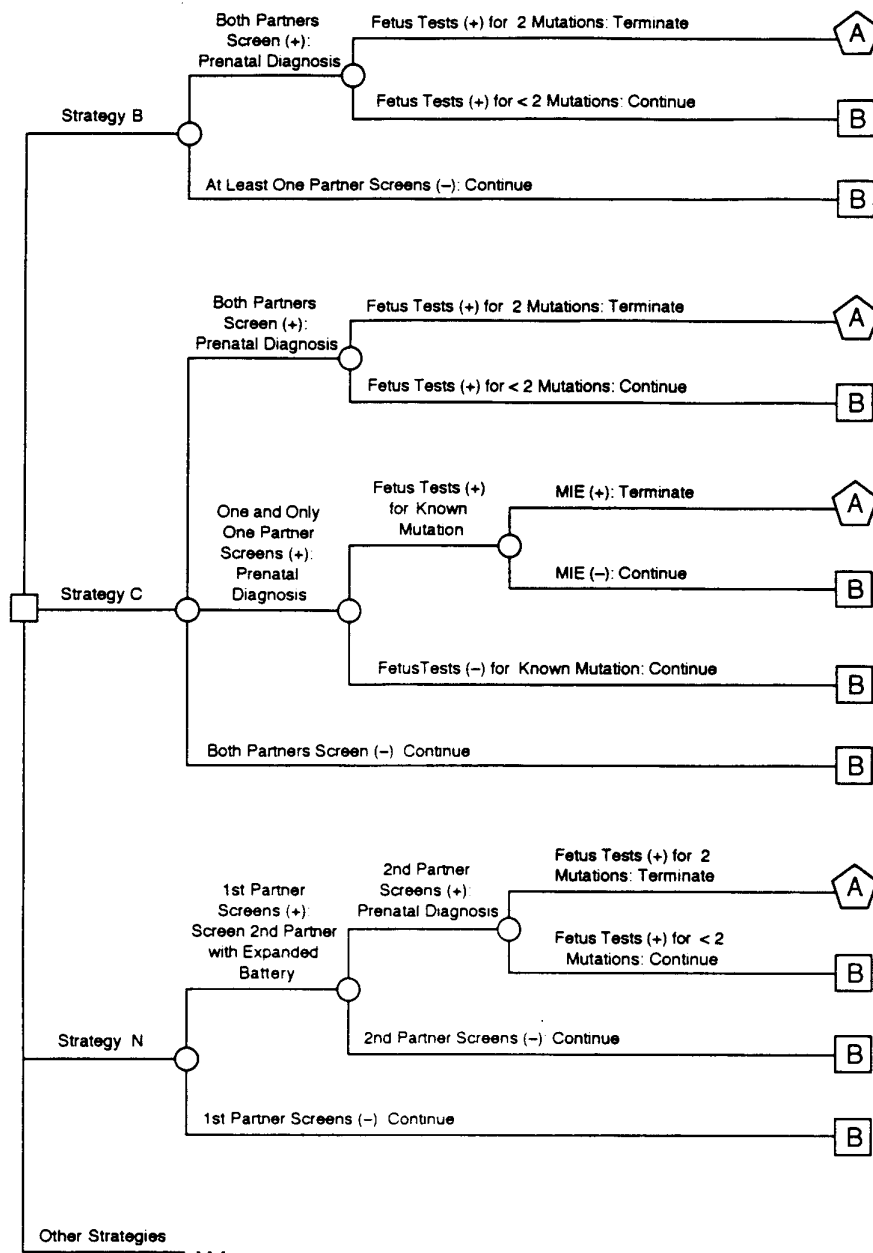 Both Partners
Screen (+):
Prenatal Diagnosis
Fetus Tests (+) for 2 Mutations: Terminate
A
Fetus Tests (+) for < 2 Mutations: Continue
B
Strategy B
At Least One Partner Screens (–): Continue
B
Both Partners
Screen (+):
Prenatal Diagnosis
Fetus Tests (+) for 2 Mutations: Terminate
A
Fetus Tests (+) for < 2 Mutations: Continue
B
One and Only
One Partner
Screens (+):
Prenatal
Diagnosis
Fetus Tests (+)
for Known
Mutation
MIE (+): Terminate
A
MIE (–): Continue
B
Strategy C
FetusTests (–) for Known Mutation: Continue
B
Both Partners Screen (–) Continue
B
1st Partner
Screens (+):
Screen 2nd Partner
with Expanded
Battery
2nd Partner
Screens (+):
Prenatal Diagnosis
Fetus Tests (+) for 2
Mutations: Terminate
A
Fetus Tests (+) for < 2
Mutations: Continue
B
Strategy N
2nd Partner Screens (–) Continue
B
1st Partner Screens (–) Continue
B
Other Strategies